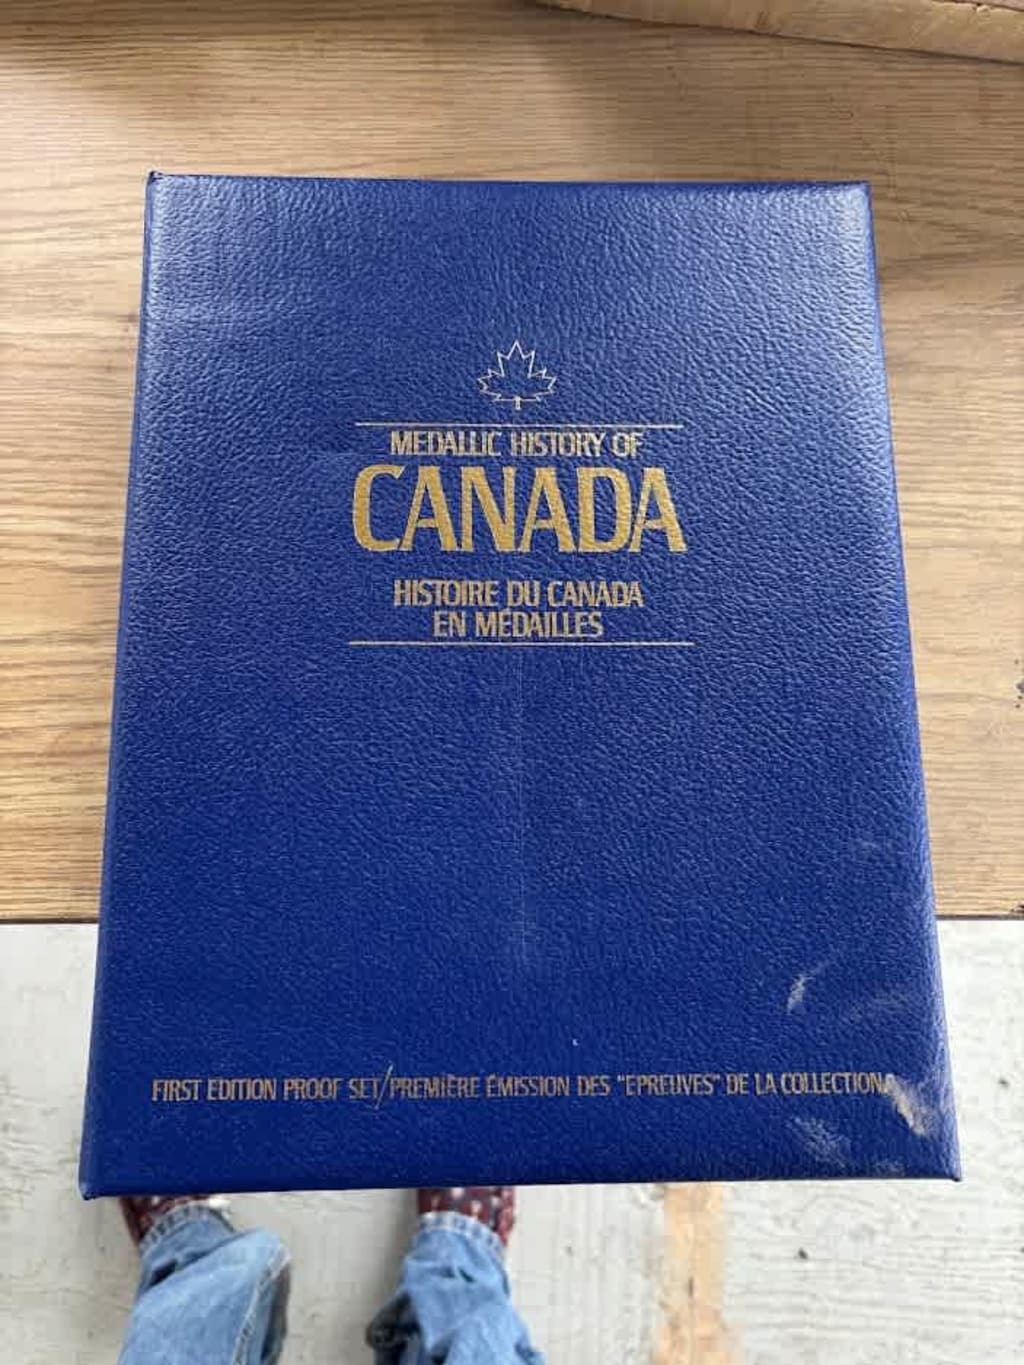 MEDALLIC HISTORY OF
CANADA
HISTOIRE DU CANADA
EN MÉDAILLES
FIRST EDITION PROOF SET/PREMIÈRE ÉMISSION DES "EPREUVES" DE LA COLLECTION